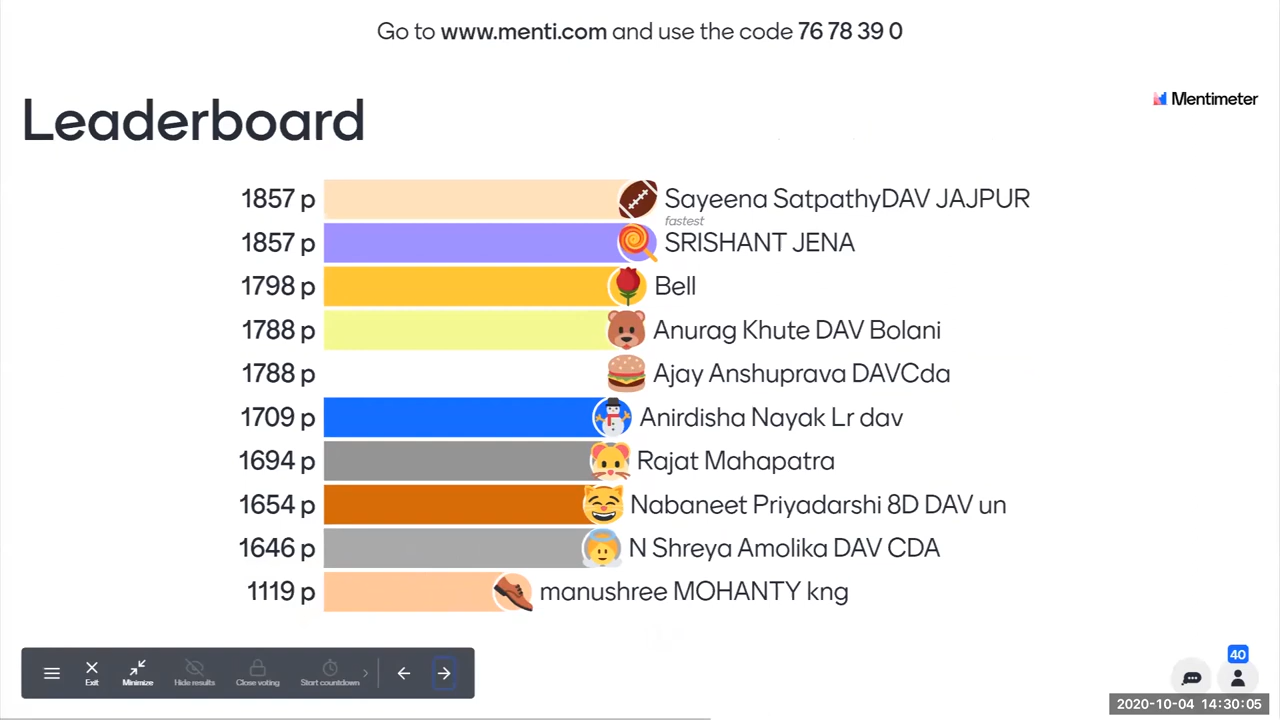 Go to www.menti.com and use the code 76 78 39 0
Mentimeter
Leaderboard
1857 p Sayeena SatpathyDAV JAJPUR
fastest
1857 p SRISHANT JENA
1798 p Bell
1788 p Anurag Khute DAV Bolani
1788 p Ajay Anshuprava DAVCda
1709 p Anirdisha Nayak Lr dav
1694 p Rajat Mahapatra
1654 p Nabaneet Priyadarshi 8D DAV un
1646 p N Shreya Amolika DAV CDA
1119 p manushree MOHANTY kng
Exit Minimize Hide results Close voting Start countdown
40
2020-10-04 14:30:05